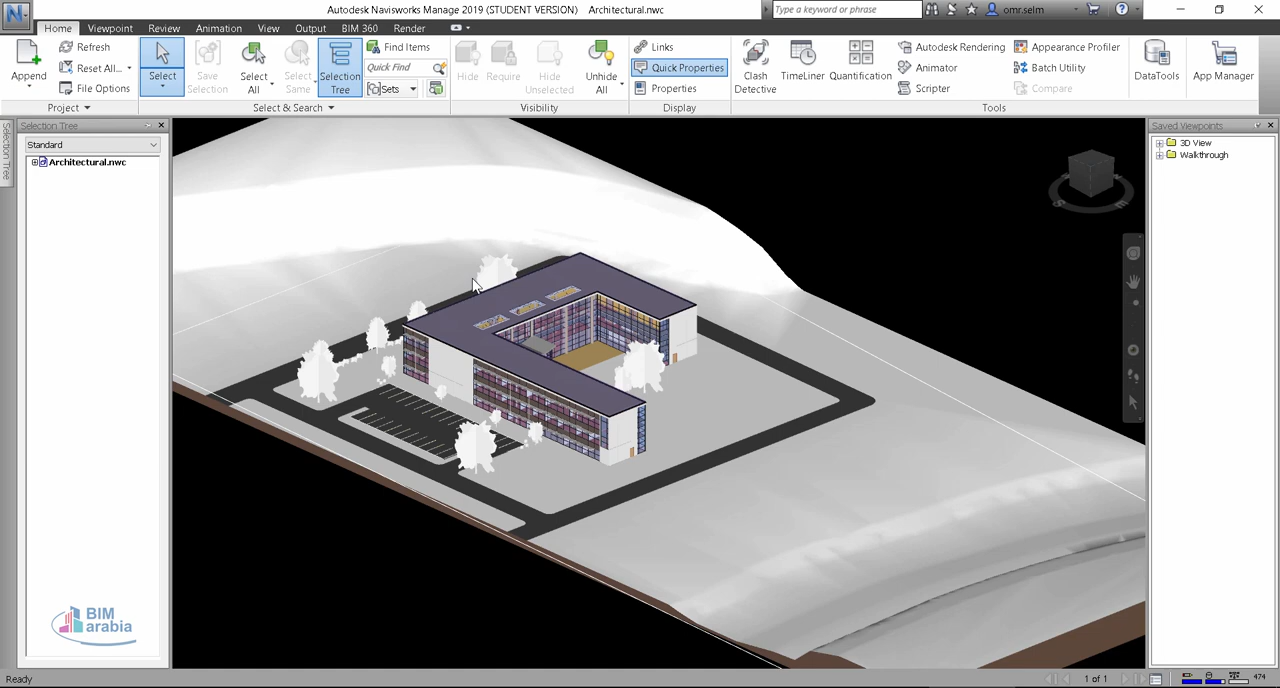 Autodesk Navisworks Manage 2019 (STUDENT VERSION) Architectural.nwc
Type a keyword or phrase
omr.selm
Home Viewpoint Review Animation View Output BIM 360 Render
Append
Refresh
Reset All...
File Options
Project
Select
Save Selection
Select All
Select Same
Selection Tree
Find Items
Quick Find
Sets
Select & Search
Hide
Require
Hide Unselected
Unhide All
Visibility
Links
Quick Properties
Properties
Display
Clash Detective
TimeLiner
Quantification
Autodesk Rendering
Animator
Scripter
Appearance Profiler
Batch Utility
Compare
Tools
DataTools
App Manager
Selection Tree
Selection Tree
Standard
Architectural.nwc
Saved Viewpoints
3D View
Walkthrough
S
E
BIM
arabia
Ready
1 of 1
474